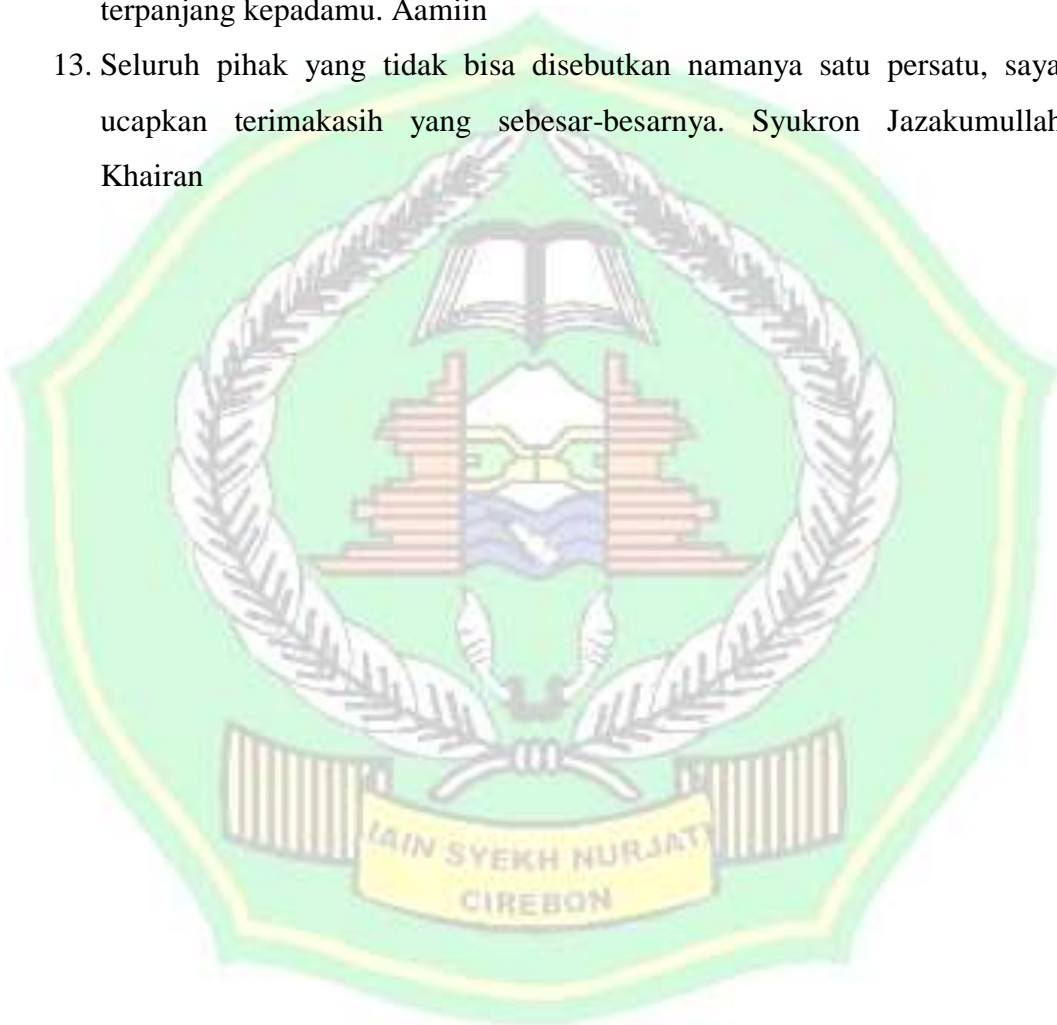 terpanjang kepadamu. Aamiin
13. Seluruh pihak yang tidak bisa disebutkan namanya satu persatu, saya
ucapkan terimakasih yang sebesar-besarnya. Syukron Jazakumullah
Khairan
IAIN SYEKH NURJATI
CIREBON